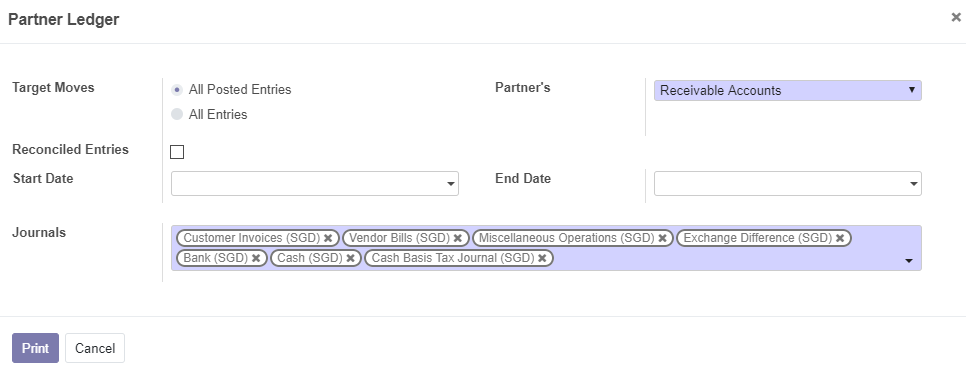 Partner Ledger
Target Moves
All Posted Entries
All Entries
Partner's
Receivable Accounts
Reconciled Entries
Start Date
End Date
Journals
Customer Invoices (SGD) Vendor Bills (SGD) Miscellaneous Operations (SGD) Exchange Difference (SGD)
Bank (SGD) Cash (SGD) Cash Basis Tax Journal (SGD)
Print Cancel